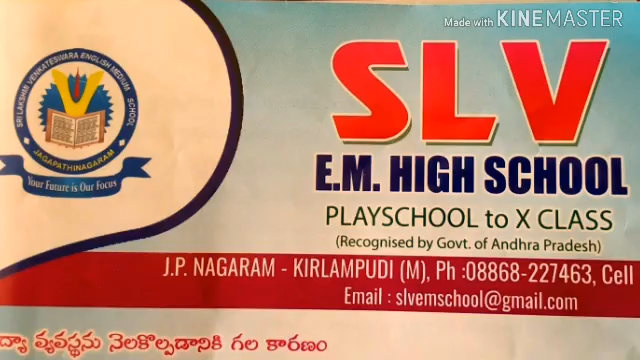 Made with KINEMASTER
SRI LAKSHMI VENKATESWARA ENGLISH MEDIUM SCHOOL
JAGAPATHINAGARAM
Your Future is Our Focus
SLV
E.M. HIGH SCHOOL
PLAYSCHOOL to X CLASS
(Recognised by Govt. of Andhra Pradesh)
J.P. NAGARAM - KIRLAMPUDI (M), Ph :08868-227463, Cell
Email : slvemschool@gmail.com
వ్యవస్థను నెలకొల్పడానికి గల కారణం